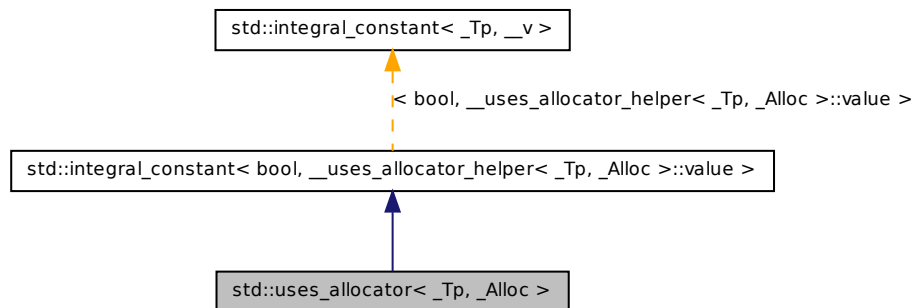 std::integral_constant< _Tp, __v >
< bool, __uses_allocator_helper< _Tp, _Alloc >::value >
std::integral_constant< bool, __uses_allocator_helper< _Tp, _Alloc >::value >
std::uses_allocator< _Tp, _Alloc >